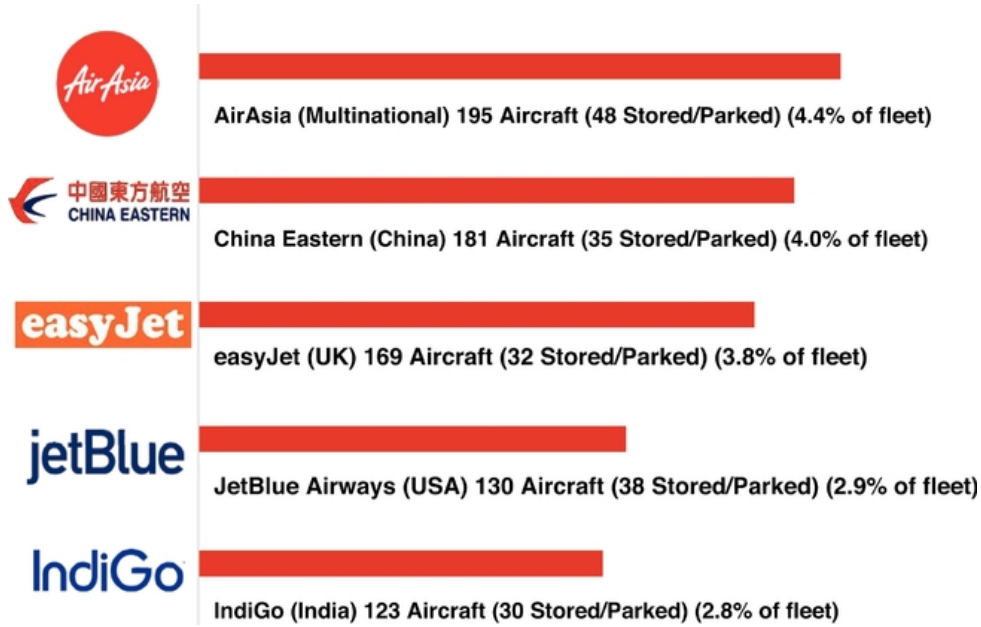 AirAsia
AirAsia (Multinational) 195 Aircraft (48 Stored/Parked) (4.4% of fleet)
中國東方航空
CHINA EASTERN
China Eastern (China) 181 Aircraft (35 Stored/Parked) (4.0% of fleet)
easyJet
easyJet (UK) 169 Aircraft (32 Stored/Parked) (3.8% of fleet)
jetBlue
JetBlue Airways (USA) 130 Aircraft (38 Stored/Parked) (2.9% of fleet)
IndiGo
IndiGo (India) 123 Aircraft (30 Stored/Parked) (2.8% of fleet)